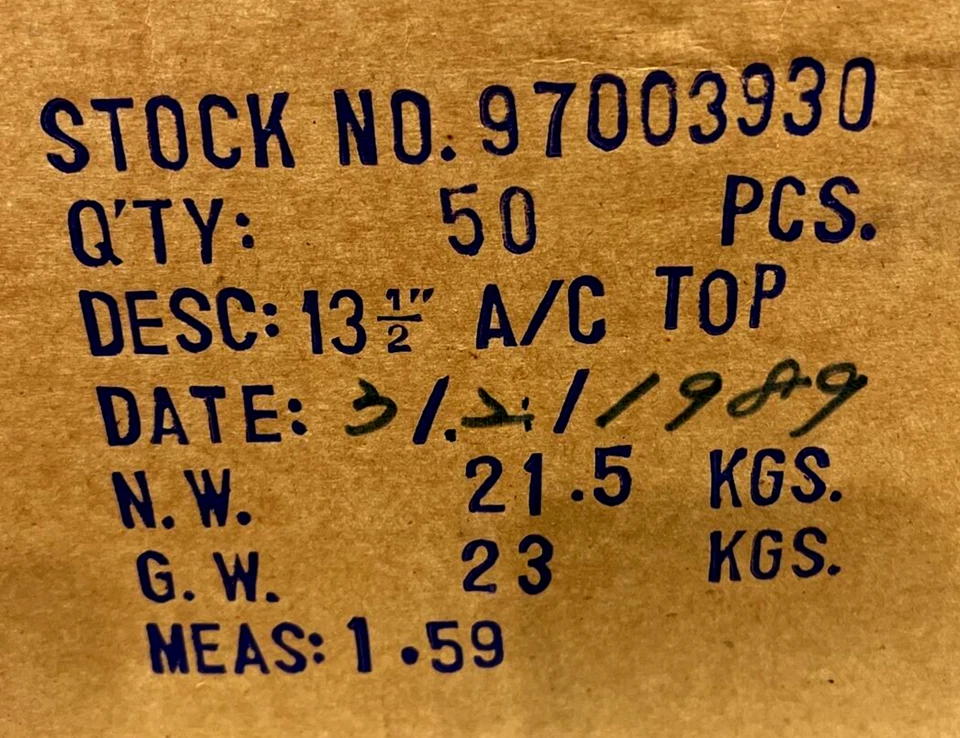 STOCK NO. 97003930
Q'TY: 50 PCS.
DESC: 13 1/2" A/C TOP
DATE: 3/.2/1989
N.W. 21.5 KGS.
G.W. 23 KGS.
MEAS: 1.59